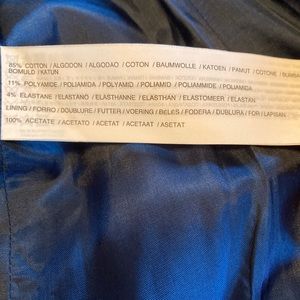 85% COTTON / ALGODON / ALGODAO / COTON / BAUMWOLLE / KATOEN / PAMUT / COTONE /
BOMULD / KATUN
11% POLYAMIDE / POLIAMIDA / POLYAMID / POLIAMID / POLIAMMIDE / POLIAMIDA
4% ELASTANE / ELASTANO / ELASTHANNE / ELASTHAN / ELASTOMEER / ELASTAN
LINING / FORRO / DOUBLURE / FUTTER / VOERING / BELES / FODERA / DUBLURA / FOR / LAPISAN
100% ACETATE / ACETATO / ACETAT / ACETAAT / ASETAT